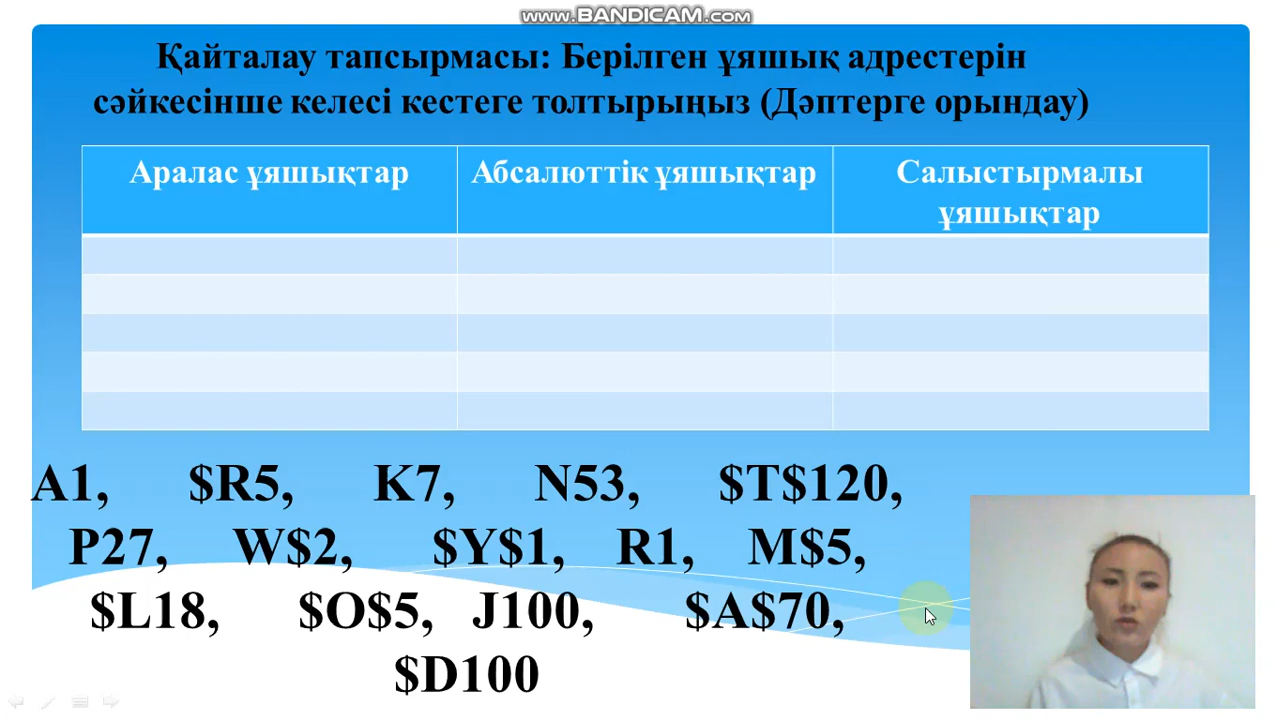 www.BANDICAM.com
Қайталау тапсырмасы: Берілген ұяшық адрестерін
сәйкесінше келесі кестеге толтырыңыз (Дәптерге орындау)
Аралас ұяшықтар
Абсалюттік ұяшықтар
Салыстырмалы
ұяшықтар
A1, $R5, K7, N53, $T$120,
P27, W$2, $Y$1, R1, M$5,
$L18, $O$5, J100, $A$70,
$D100